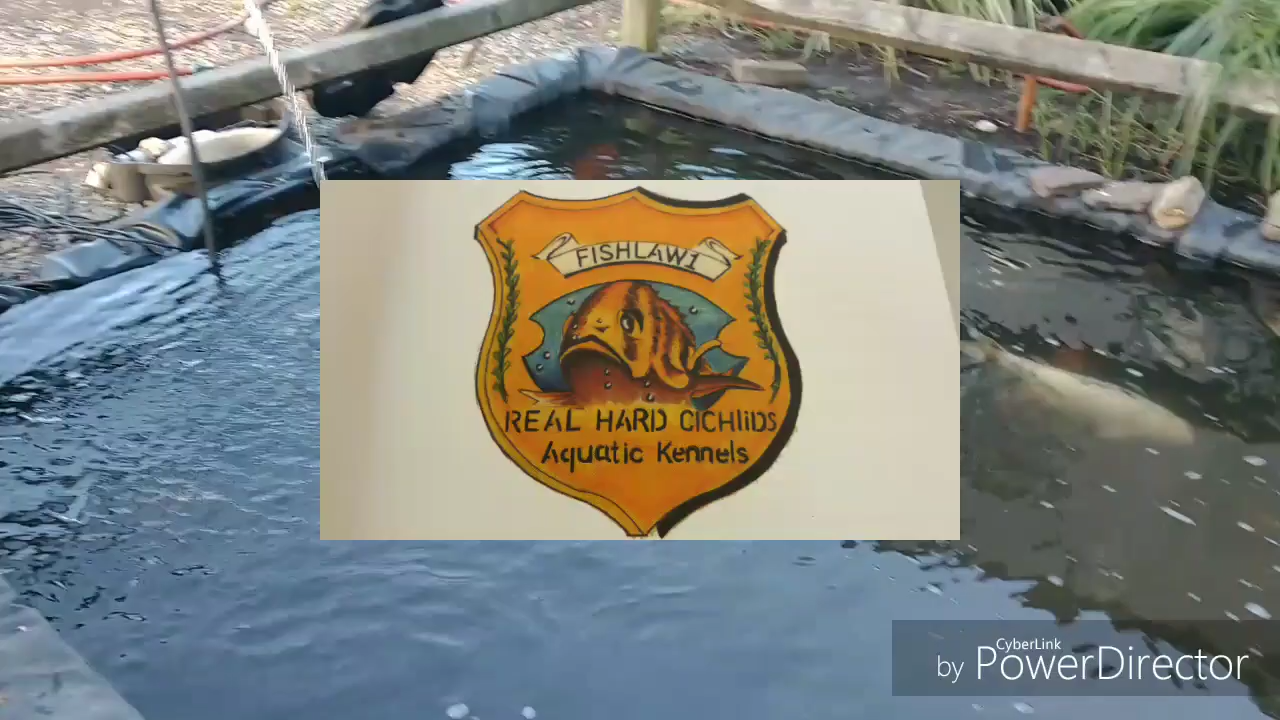 FISHLAW1
REAL HARD CICHliDS
Aquatic Kennels
CyberLink
by PowerDirector